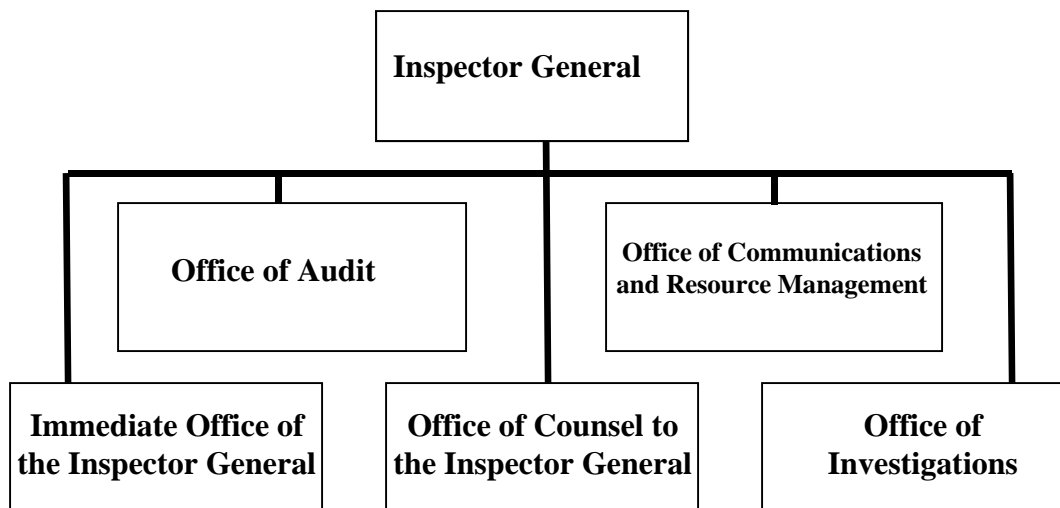 Inspector General
Office of Audit
Office of Communications
and Resource Management
Immediate Office of
the Inspector General
Office of Counsel to
the Inspector General
Office of
Investigations